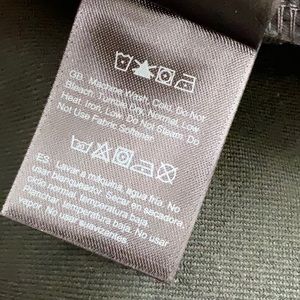 GB: Machine Wash, Cold, Do Not
Bleach, Tumble Dry, Normal, Low
Heat, Iron, Low, Do Not Steam, Do
Not Use Fabric Softener
ES: Lavar a máquina, agua fría. No
usar blanqueador, secar en secadora,
ciclo normal, temperatura baja,
planchar, temperatura baja. No usar
vapor. No usar suavizantes.